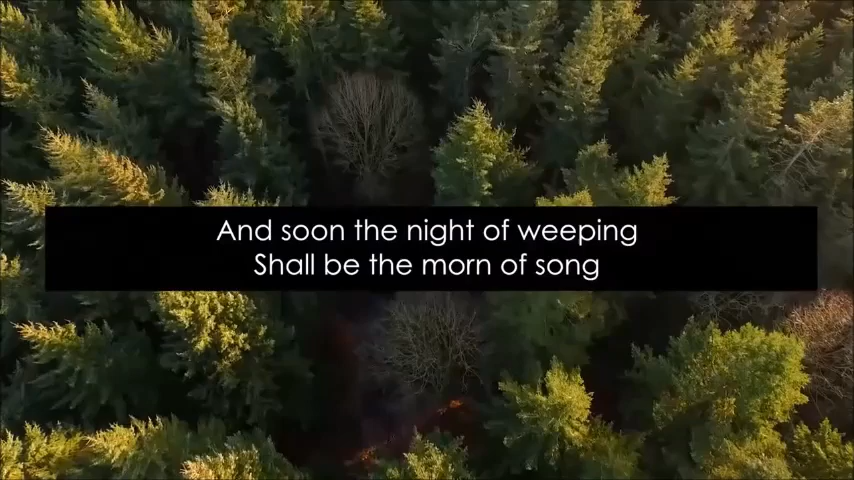 And soon the night of weeping
Shall be the morn of song